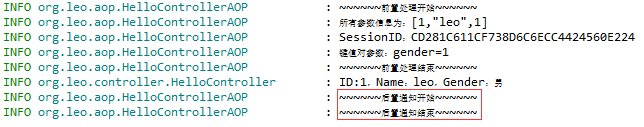 INFO org.leo.aop.HelloControllerAOP : ~~~~~~~前置处理开始~~~~~~~
INFO org.leo.aop.HelloControllerAOP : 所有参数信息为：[1,"leo",1]
INFO org.leo.aop.HelloControllerAOP : SessionID：CD281C611CF738D6C6ECC4424560E224
INFO org.leo.aop.HelloControllerAOP : 键值对参数：gender=1
INFO org.leo.aop.HelloControllerAOP : ~~~~~~~前置处理结束~~~~~~~
INFO org.leo.controller.HelloController : ID:1，Name：leo，Gender：男
INFO org.leo.aop.HelloControllerAOP : ~~~~~~~后置通知开始~~~~~~~
INFO org.leo.aop.HelloControllerAOP : ~~~~~~~后置通知结束~~~~~~~